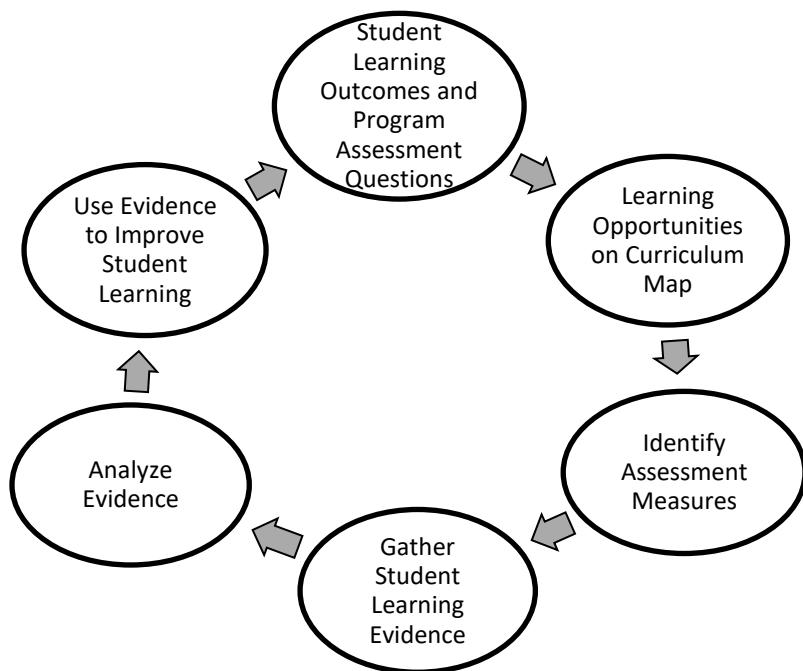 Student
Learning
Outcomes and
Program
Assessment
Questions
Learning
Opportunities
on Curriculum
Map
Identify
Assessment
Measures
Gather
Student
Learning
Evidence
Analyze
Evidence
Use Evidence
to Improve
Student
Learning